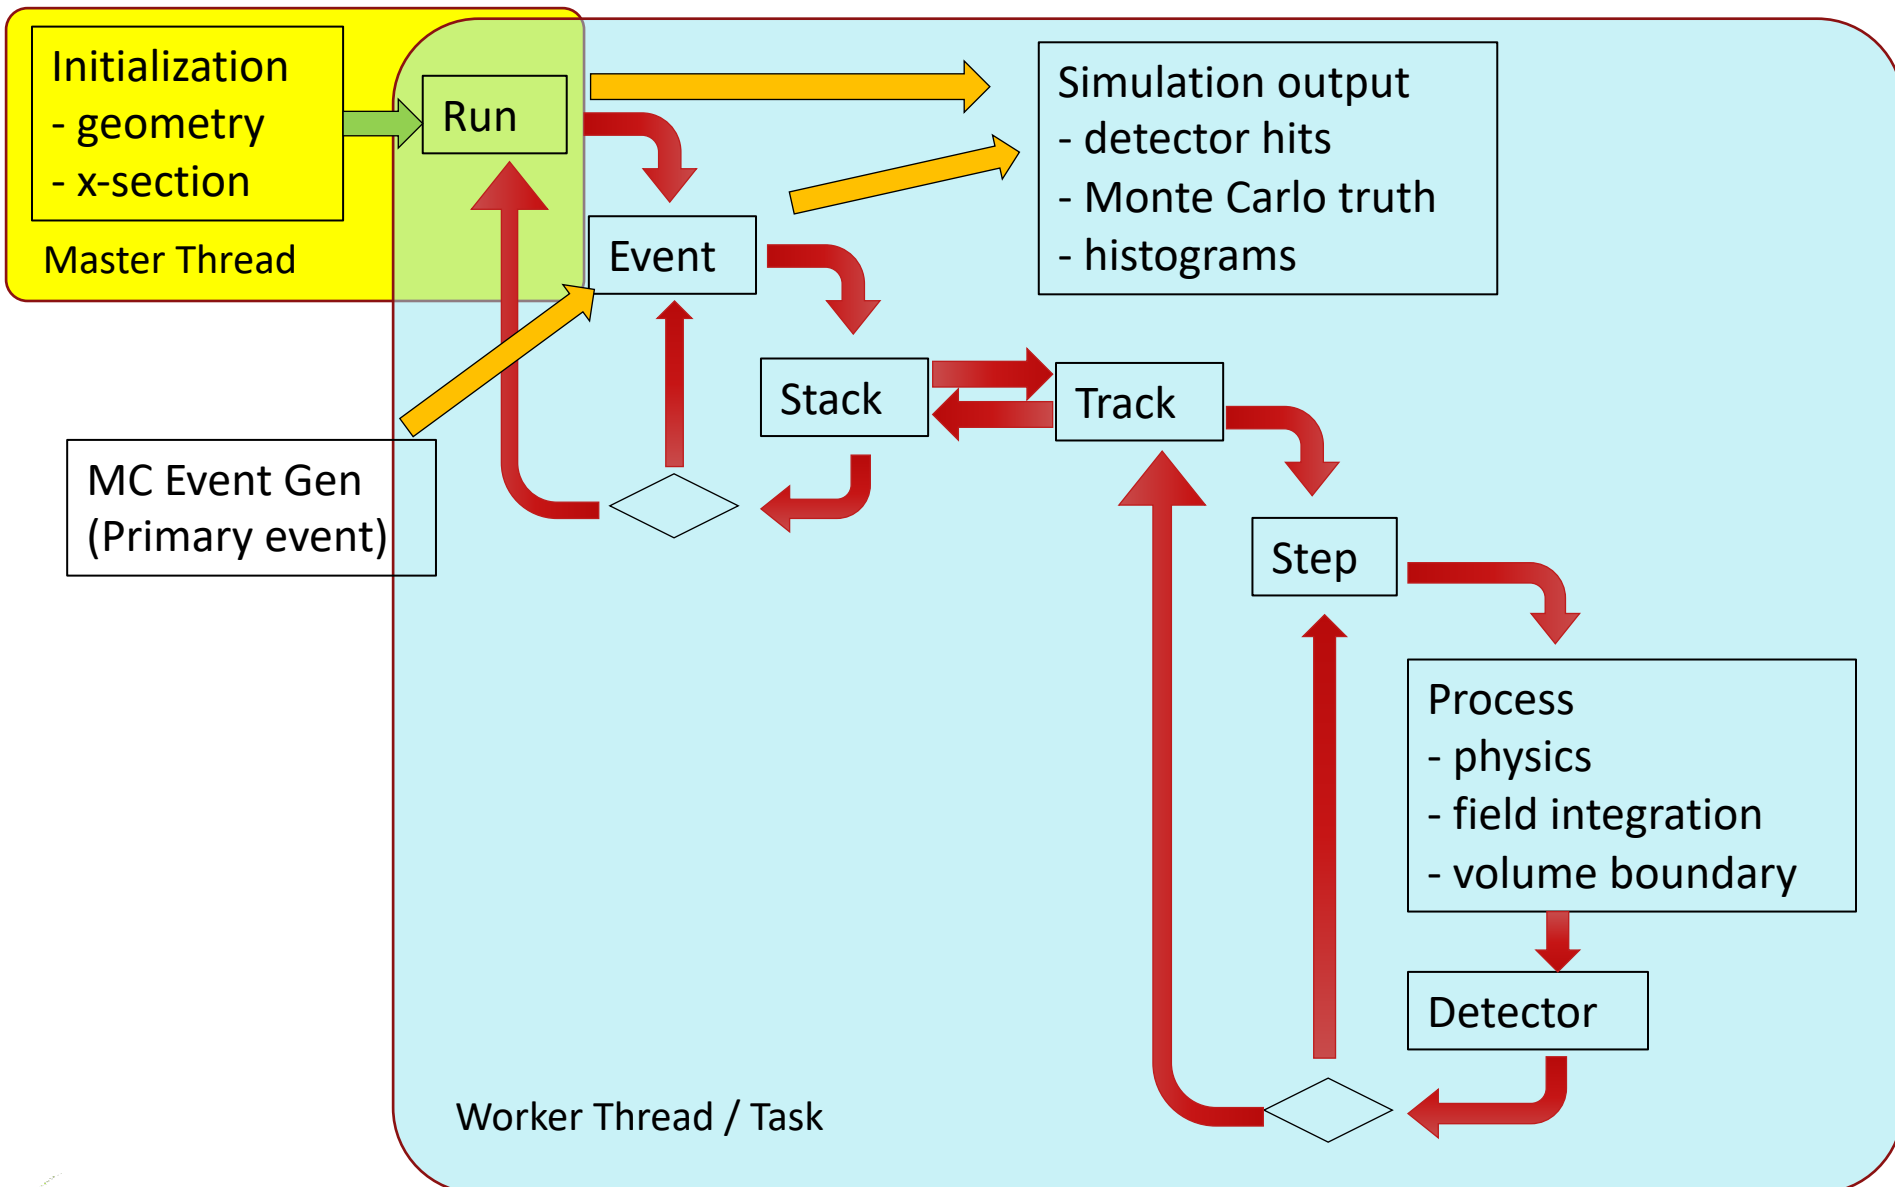 Initialization
- geometry
- x-section
Master Thread
Run
Simulation output
- detector hits
- Monte Carlo truth
- histograms
Event
Stack
Track
MC Event Gen
(Primary event)
Step
Process
- physics
- field integration
- volume boundary
Detector
Worker Thread / Task